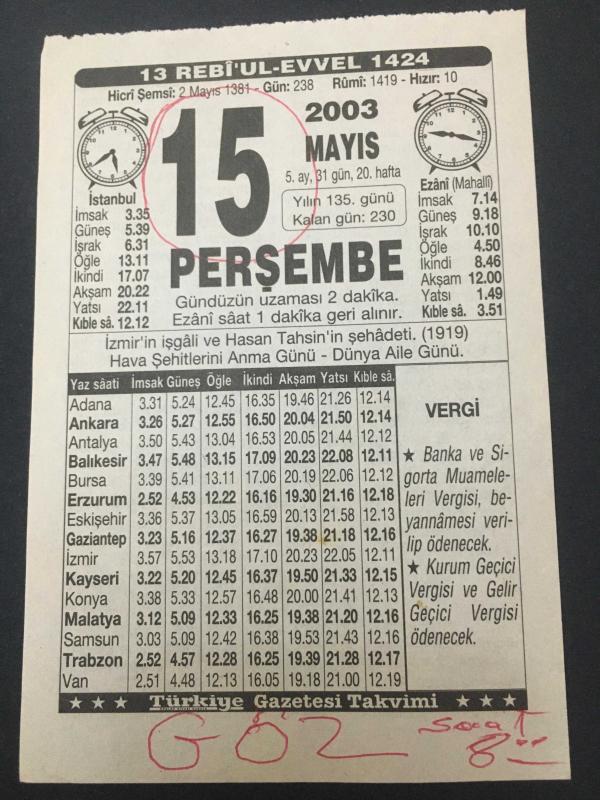 13 REBÎ'UL-EVVEL 1424
Hicrî Şemsî: 2 Mayıs 1381 - Gün: 238 Rûmî: 1419 - Hızır: 10
15
2003
MAYIS
5. ay, 31 gün, 20. hafta
Yılın 135. günü
Kalan gün: 230
PERŞEMBE
Gündüzün uzaması 2 dakîka.
Ezânî sâat 1 dakîka geri alınır.
İstanbul
İmsak 3.35
Güneş 5.39
İşrak 6.31
Öğle 13.11
İkindi 17.07
Akşam 20.22
Yatsı 22.11
Kıble sâ. 12.12
Ezânî (Mahallî)
İmsak 7.14
Güneş 9.18
İşrak 10.10
Öğle 4.50
İkindi 8.46
Akşam 12.00
Yatsı 1.49
Kıble sâ. 3.51
İzmir'in işgâli ve Hasan Tahsin'in şehâdeti. (1919)
Hava Şehitlerini Anma Günü - Dünya Aile Günü.
Yaz sâati İmsak Güneş Öğle İkindi Akşam Yatsı Kıble sâ.
Adana 3.31 5.24 12.45 16.35 19.46 21.26 12.14
Ankara 3.26 5.27 12.55 16.50 20.04 21.50 12.14
Antalya 3.50 5.43 13.04 16.53 20.05 21.44 12.12
Balıkesir 3.47 5.48 13.15 17.09 20.23 22.08 12.11
Bursa 3.39 5.41 13.11 17.06 20.19 22.06 12.12
Erzurum 2.52 4.53 12.22 16.16 19.30 21.16 12.18
Eskişehir 3.36 5.37 13.05 16.59 20.13 21.58 12.13
Gaziantep 3.23 5.16 12.37 16.27 19.38 21.18 12.16
İzmir 3.57 5.53 13.18 17.10 20.23 22.05 12.11
Kayseri 3.22 5.20 12.45 16.37 19.50 21.33 12.15
Konya 3.38 5.33 12.57 16.48 20.00 21.41 12.13
Malatya 3.12 5.09 12.33 16.25 19.38 21.20 12.16
Samsun 3.03 5.09 12.42 16.38 19.53 21.43 12.16
Trabzon 2.52 4.57 12.28 16.25 19.39 21.28 12.17
Van 2.51 4.48 12.13 16.05 19.18 21.00 12.19
VERGİ
★ Banka ve Si-
gorta Muamele-
leri Vergisi, be-
yannâmesi veri-
lip ödenecek.
★ Kurum Geçici
Vergisi ve Gelir
Geçici Vergisi
ödenecek.
★ ★ ★ Türkiye Gazetesi Takvimi ★ ★ ★
GÖZ